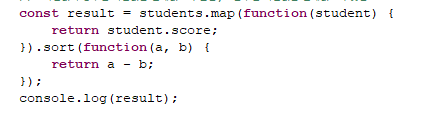 const result = students.map(function(student) {
    return student.score;
}).sort(function(a, b) {
    return a - b;
});
console.log(result);